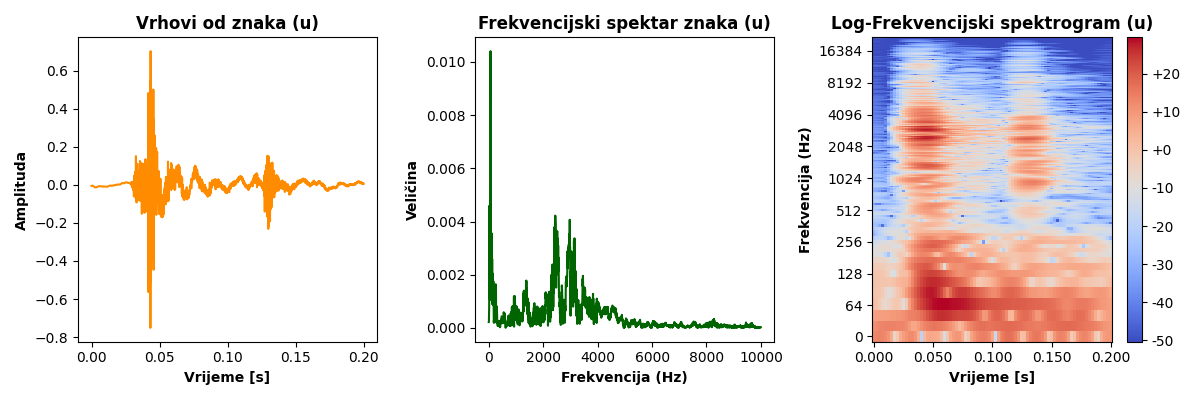 Vrhovi od znaka (u)
0.6
0.4
0.2
0.0
−0.2
−0.4
−0.6
−0.8
Amplituda
0.00 0.05 0.10 0.15 0.20
Vrijeme [s]
Frekvencijski spektar znaka (u)
0.010
0.008
0.006
0.004
0.002
0.000
Veličina
0 2000 4000 6000 8000 10000
Frekvencija (Hz)
Log-Frekvencijski spektrogram (u)
16384
8192
4096
2048
1024
512
256
128
64
0
Frekvencija (Hz)
0.000 0.050 0.100 0.150 0.200
Vrijeme [s]
+20
+10
+0
-10
-20
-30
-40
-50